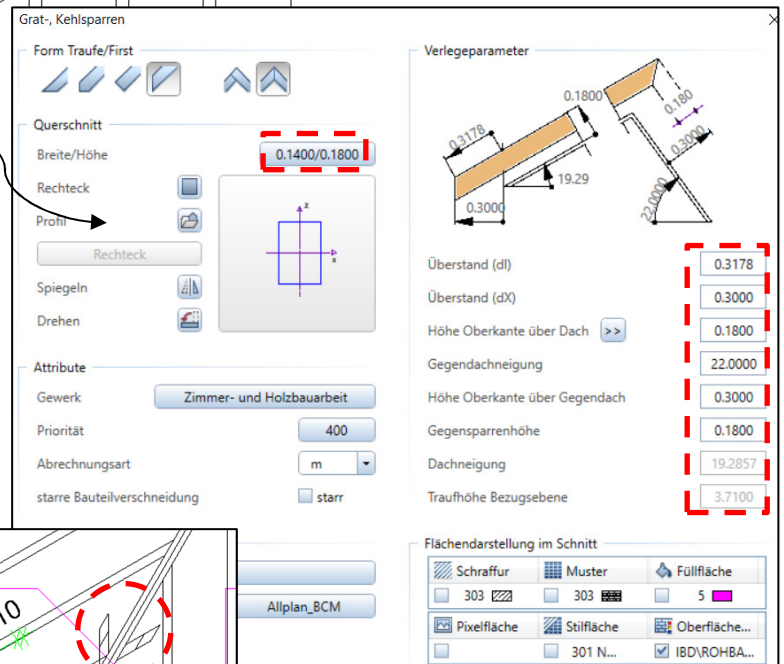 Grat-, Kehlsparren
Form Traufe/First
Querschnitt
Breite/Höhe 0.1400/0.1800
Rechteck
Profil
Rechteck
Spiegeln
Drehen
z
x
Attribute
Gewerk Zimmer- und Holzbauarbeit
Priorität 400
Abrechnungsart m
starre Bauteilverschneidung starr
Allplan_BCM
10
Verlegeparameter
0.1800
0.180
0.3178
0.3000
19.29
0.3000
22.0000
Überstand (dl) 0.3178
Überstand (dX) 0.3000
Höhe Oberkante über Dach >> 0.1800
Gegendachneigung 22.0000
Höhe Oberkante über Gegendach 0.3000
Gegensparrenhöhe 0.1800
Dachneigung 19.2857
Traufhöhe Bezugsebene 3.7100
Flächendarstellung im Schnitt
Schraffur Muster Füllfläche
303 303 5
Pixelfläche Stilfläche Oberfläche...
301 N... IBD\ROHBA...